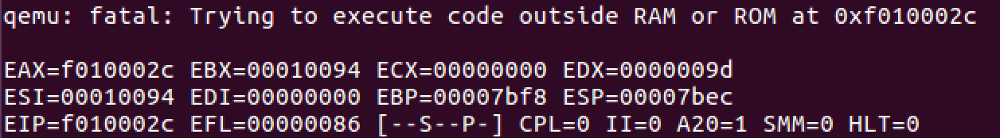 qemu: fatal: Trying to execute code outside RAM or ROM at 0xf010002c
EAX=f010002c EBX=00010094 ECX=00000000 EDX=0000009d
ESI=00010094 EDI=00000000 EBP=00007bf8 ESP=00007bec
EIP=f010002c EFL=00000086 [--S--P-] CPL=0 II=0 A20=1 SMM=0 HLT=0